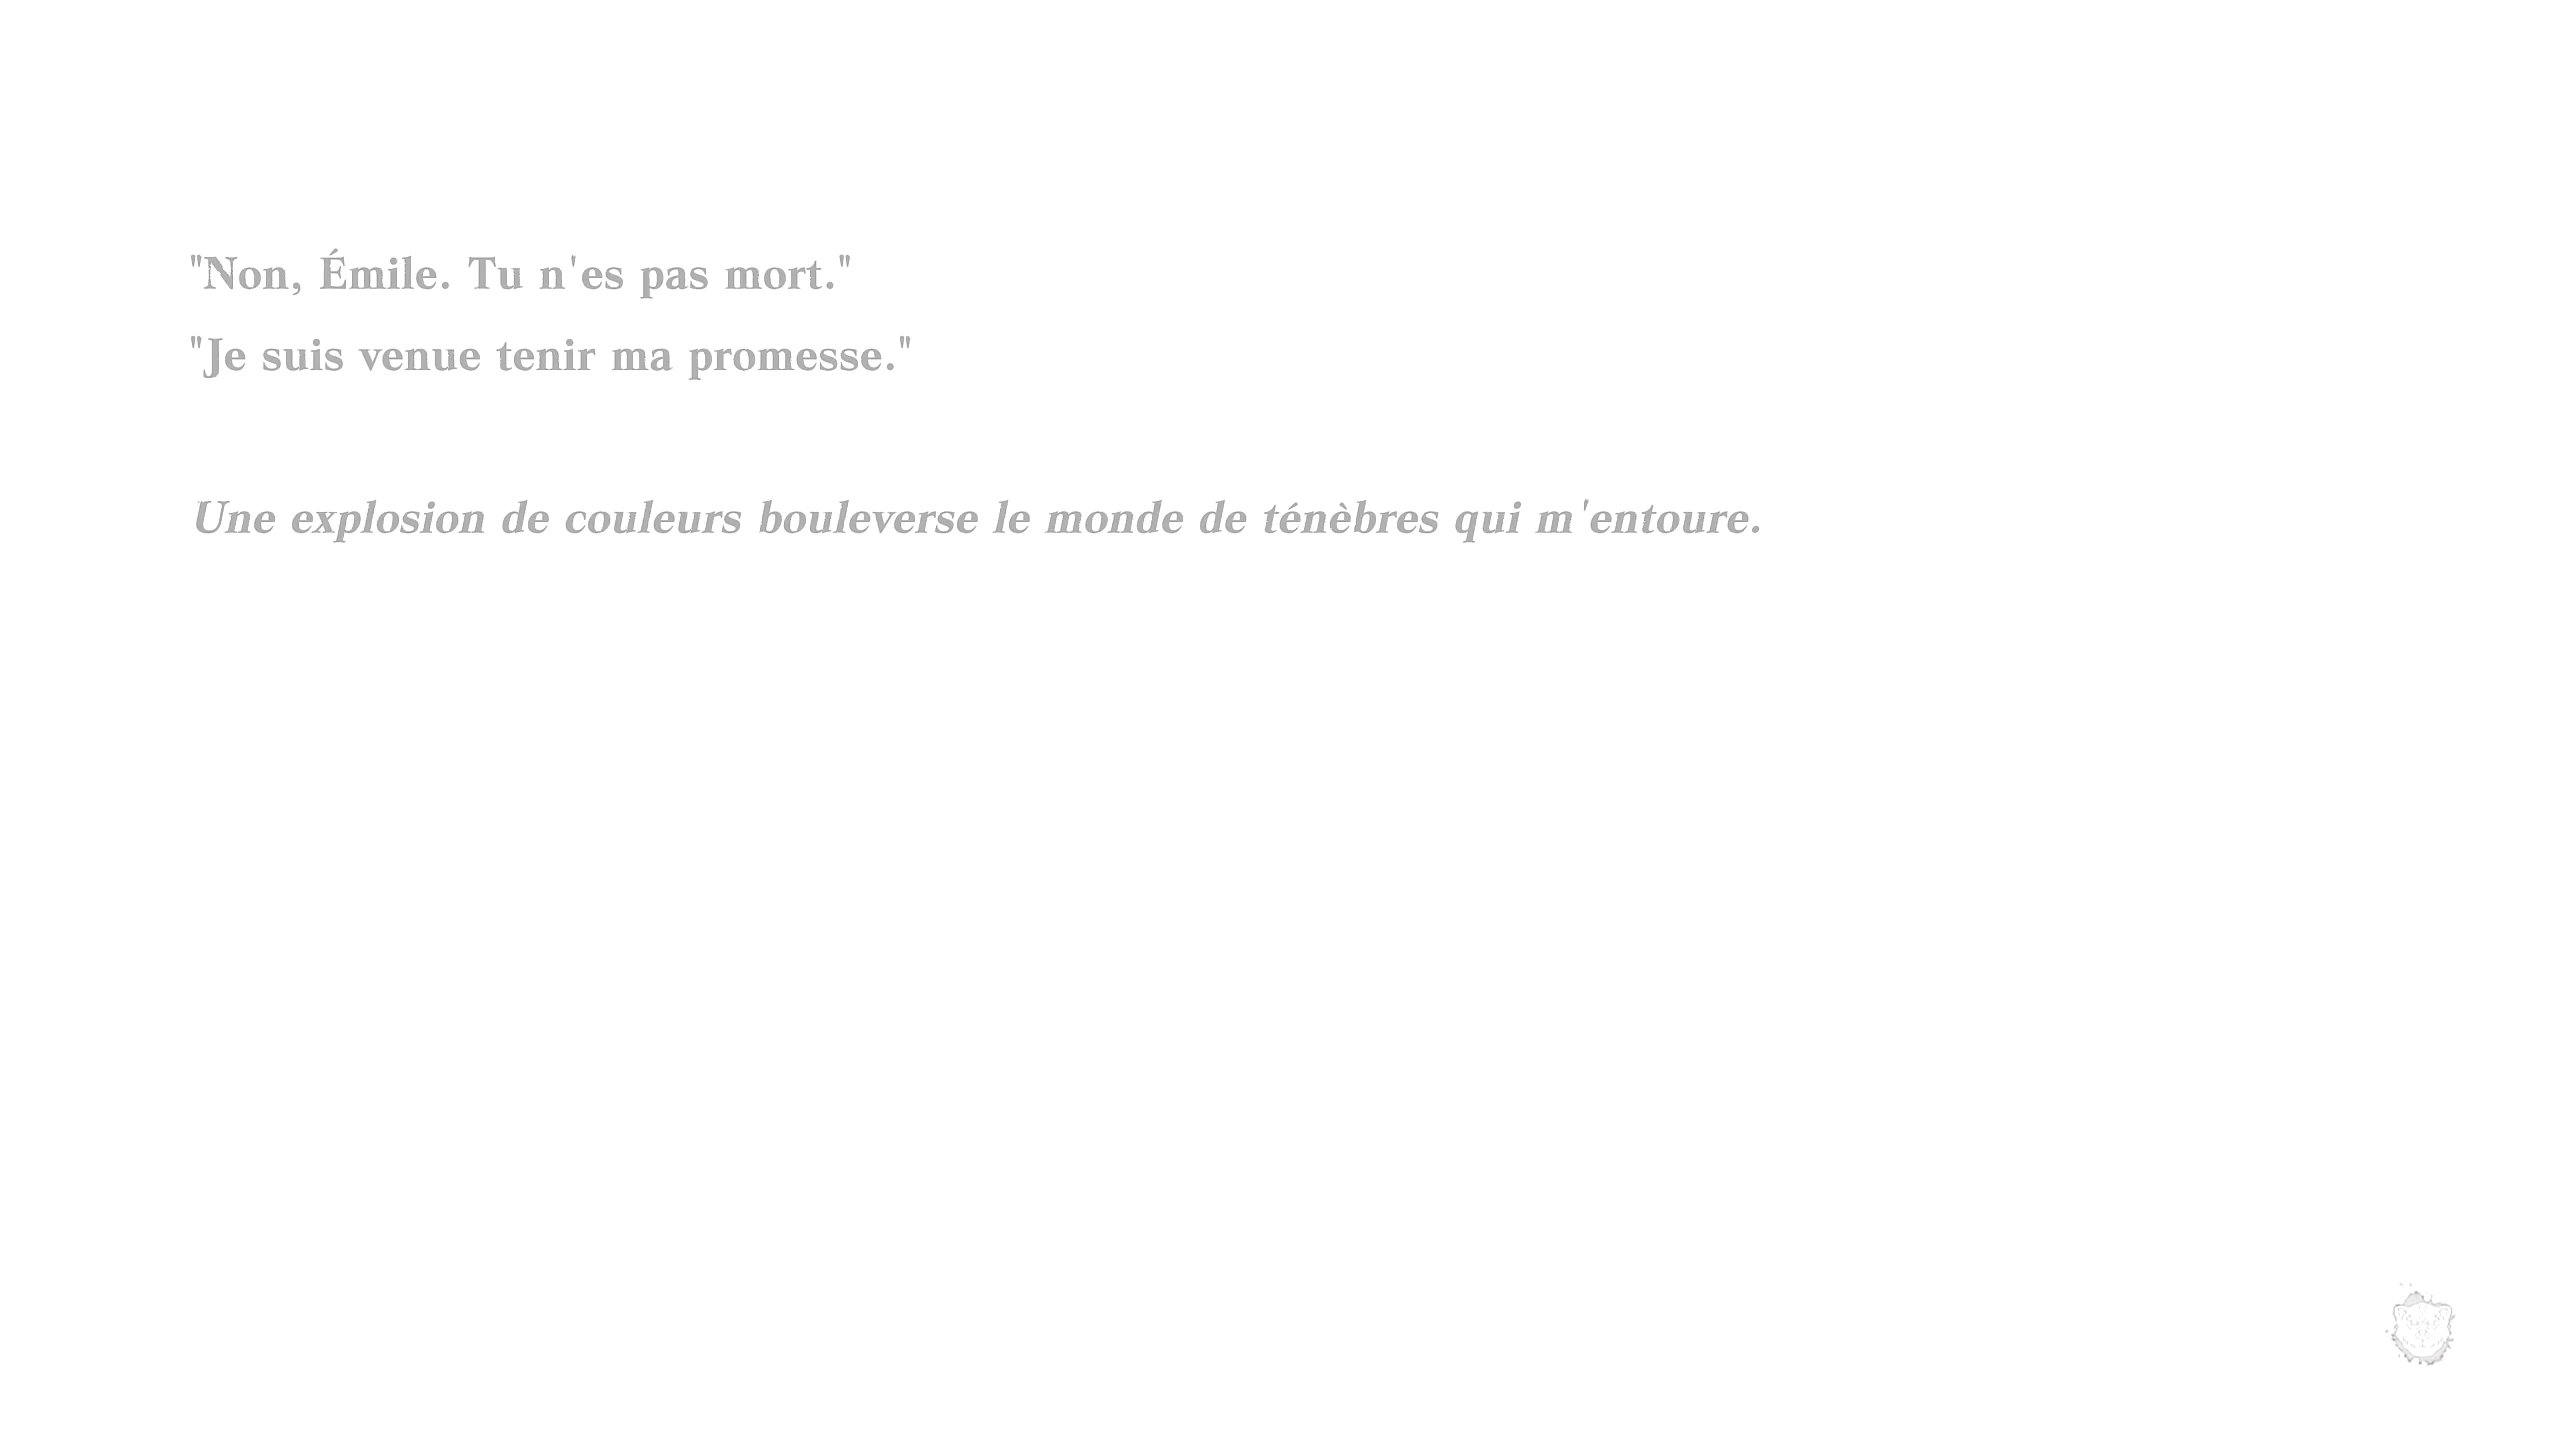 "Non, Émile. Tu n'es pas mort."
"Je suis venue tenir ma promesse."
Une explosion de couleurs bouleverse le monde de ténèbres qui m'entoure.